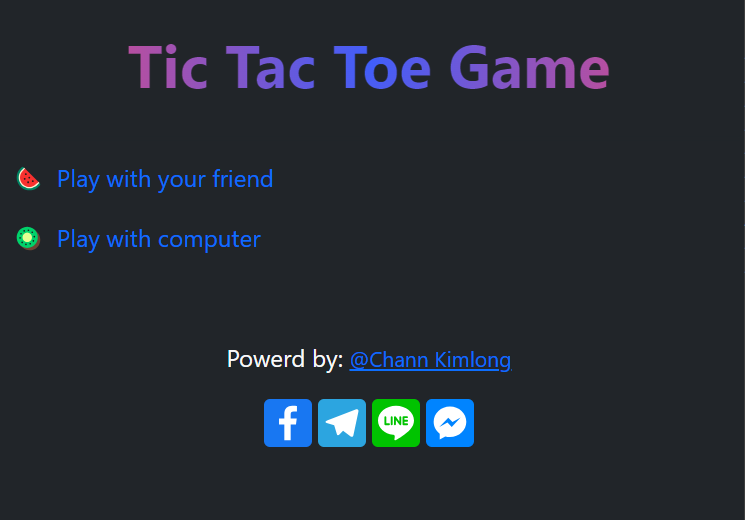 Tic Tac Toe Game
Play with your friend
Play with computer
Powerd by: @Chann Kimlong
LINE